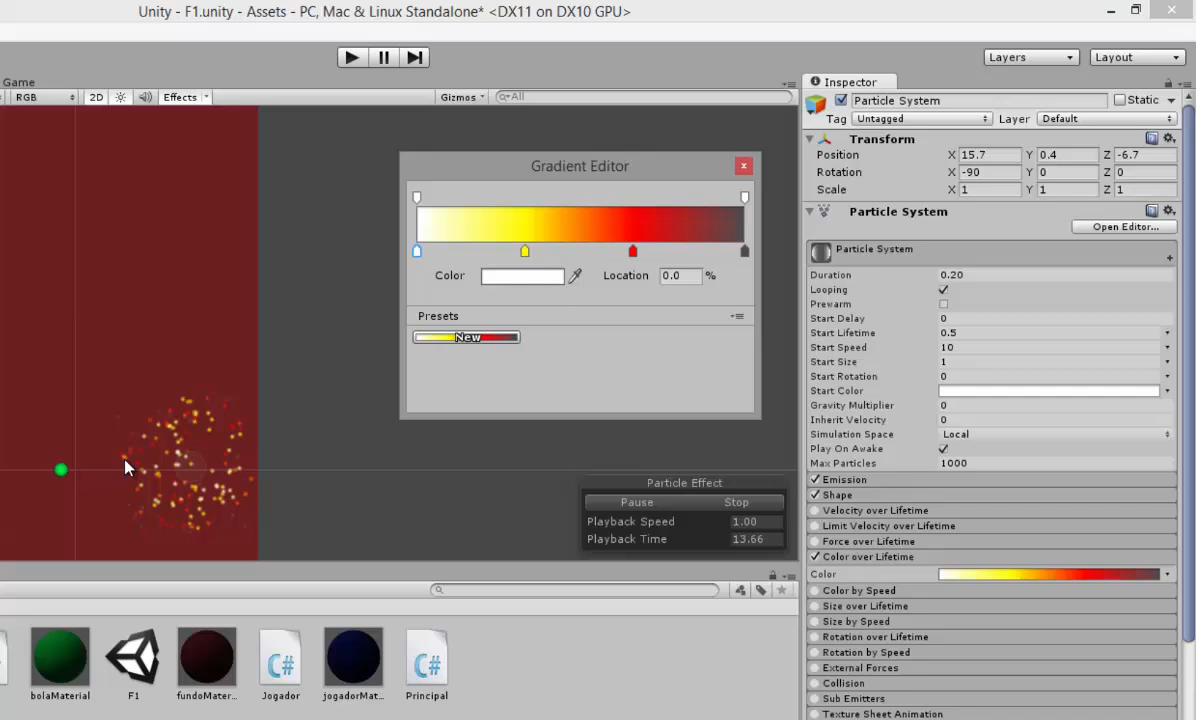 Unity - F1.unity - Assets - PC, Mac & Linux Standalone* <DX11 on DX10 GPU>
Layers
Layout
Game
RGB
2D
Effects
Gizmos
All
Gradient Editor
Color
Location
0.0
%
Presets
New
Particle Effect
Pause
Stop
Playback Speed
1.00
Playback Time
13.66
bolaMaterial
F1
fundoMater...
Jogador
jogadorMat...
Principal
Inspector
Particle System
Static
Tag
Untagged
Layer
Default
Transform
Position X 15.7 Y 0.4 Z -6.7
Rotation X -90 Y 0 Z 0
Scale X 1 Y 1 Z 1
Particle System
Open Editor...
Particle System
Duration 0.20
Looping
Prewarm
Start Delay 0
Start Lifetime 0.5
Start Speed 10
Start Size 1
Start Rotation 0
Start Color
Gravity Multiplier 0
Inherit Velocity 0
Simulation Space Local
Play On Awake
Max Particles 1000
Emission
Shape
Velocity over Lifetime
Limit Velocity over Lifetime
Force over Lifetime
Color over Lifetime
Color
Color by Speed
Size over Lifetime
Size by Speed
Rotation over Lifetime
Rotation by Speed
External Forces
Collision
Sub Emitters
Texture Sheet Animation